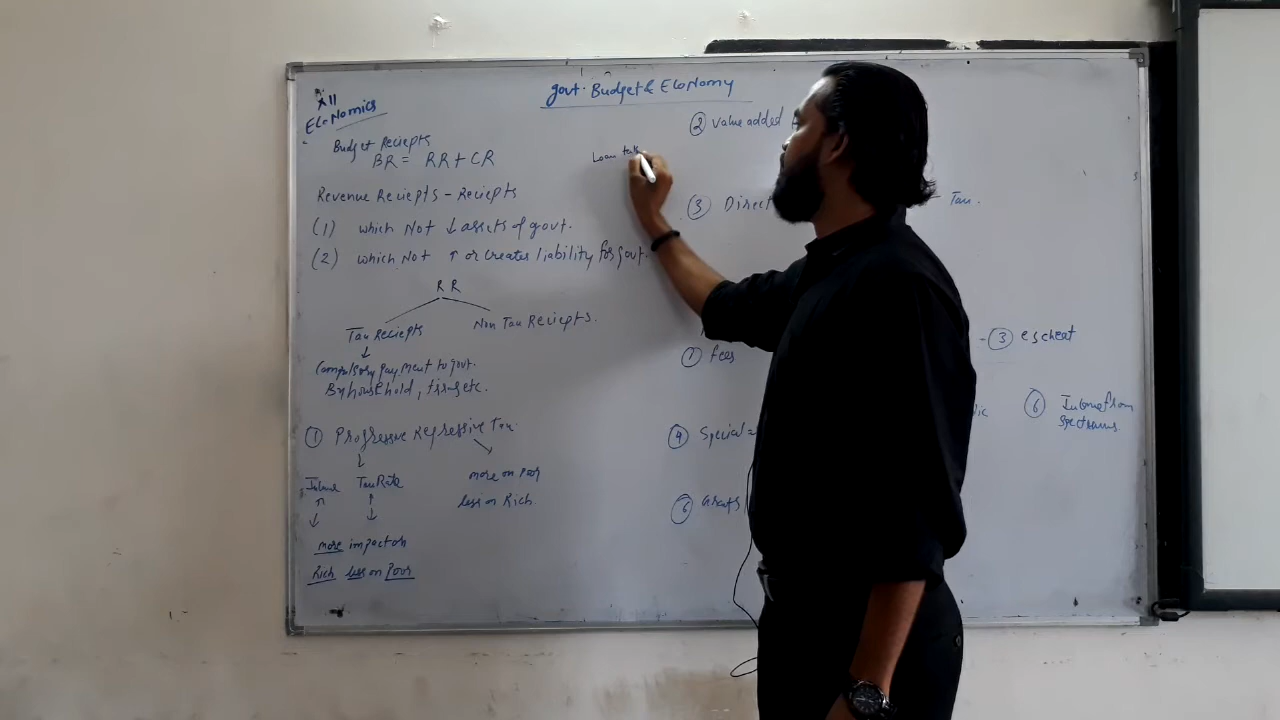 XII
Economics
govt. Budget & Economy
Budget Reciepts
BR = RR + CR
Revenue Reciepts - Reciepts
(1) which Not ↓ assets of govt.
(2) which Not ↑ or creates liability for govt.
RR
Tax Reciepts Non Tax Reciepts.
↓
Compulsory payment to govt.
By household, firms etc.
① Progressive Regressive Tax
↓
Income Tax Rate
↑ ↑
↓ ↓
more impact on
Rich less on Poor
more on Poor
less on Rich
Loan
② Value added
③ Direct Tax.
① fees - ③ escheat
④ Special = ⑥ Income from
spectrums
⑥ Grants